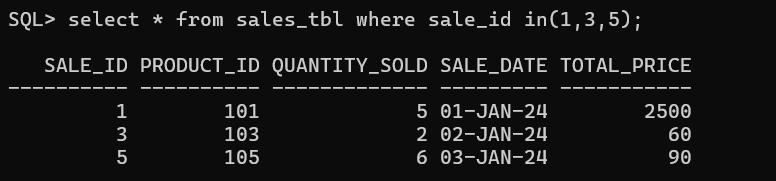 SQL> select * from sales_tbl where sale_id in(1,3,5);
   SALE_ID PRODUCT_ID QUANTITY_SOLD SALE_DATE TOTAL_PRICE
---------- ---------- ------------- --------- -----------
         1        101             5 01-JAN-24        2500
         3        103             2 02-JAN-24          60
         5        105             6 03-JAN-24          90